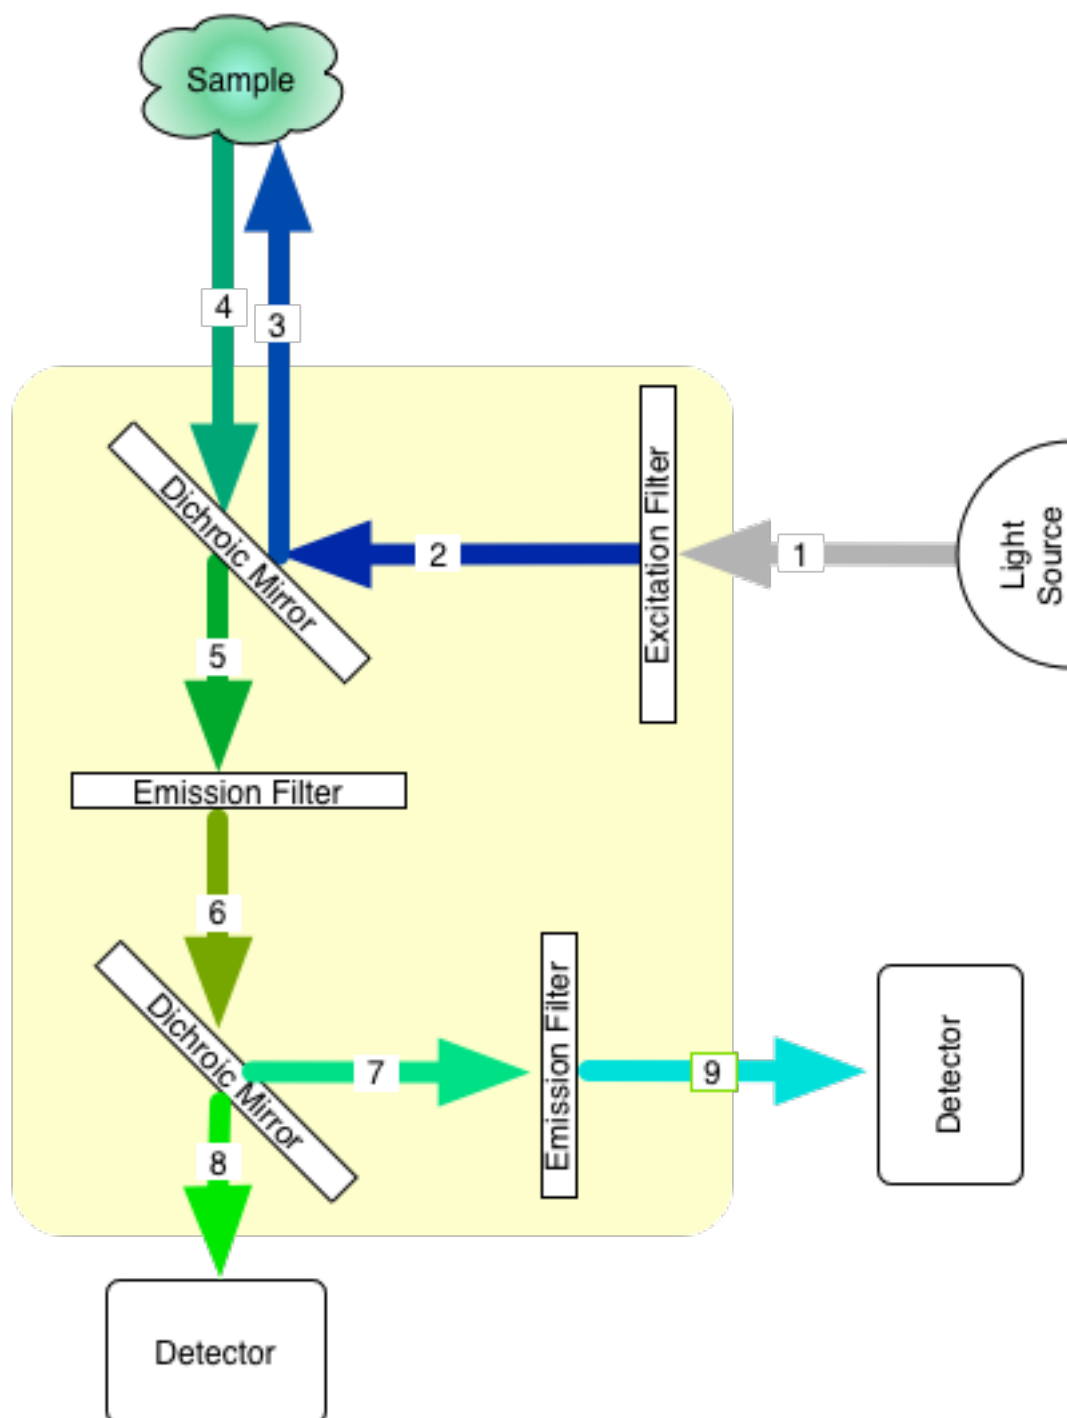 Sample
4
3
Dichroic Mirror
2
Excitation Filter
1
Light
Source
5
Emission Filter
6
Dichroic Mirror
7
Emission Filter
9
Detector
8
Detector